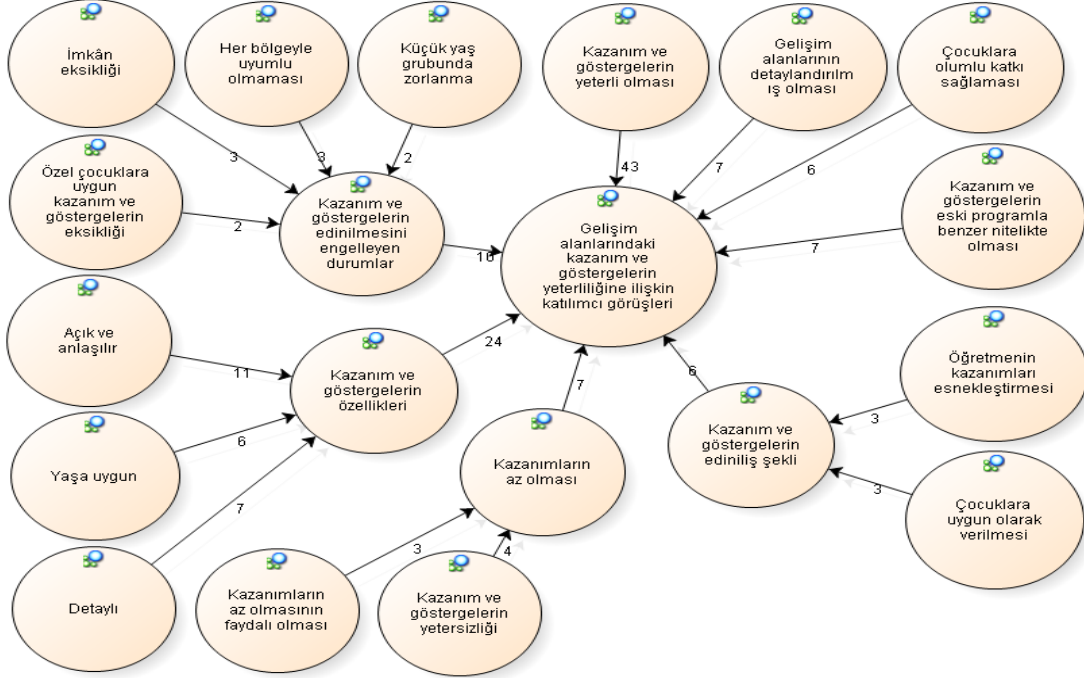 İmkân
eksikliği
Her bölgeyle
uyumlu
olmaması
Küçük yaş
grubunda
zorlanma
Kazanım ve
göstergelerin
yeterli olması
Gelişim
alanlarının
detaylandırılm
ış olması
Çocuklara
olumlu katkı
sağlaması
3
3
2
43
7
6
Özel çocuklara
uygun
kazanım ve
göstergelerin
eksikliği
2
Kazanım ve
göstergelerin
edinilmesini
engelleyen
durumlar
16
Gelişim
alanlarındaki
kazanım ve
göstergelerin
yeterliliğine ilişkin
katılımcı görüşleri
7
Kazanım ve
göstergelerin
eski programla
benzer nitelikte
olması
Açık ve
anlaşılır
11
Kazanım ve
göstergelerin
özellikleri
24
7
6
Öğretmenin
kazanımları
esnekleştirmesi
3
Yaşa uygun
6
Kazanımların
az olması
Kazanım ve
göstergelerin
ediniliş şekli
3
Çocuklara
uygun olarak
verilmesi
Detaylı
7
Kazanımların
az olmasının
faydalı olması
3
Kazanım ve
göstergelerin
yetersizliği
4